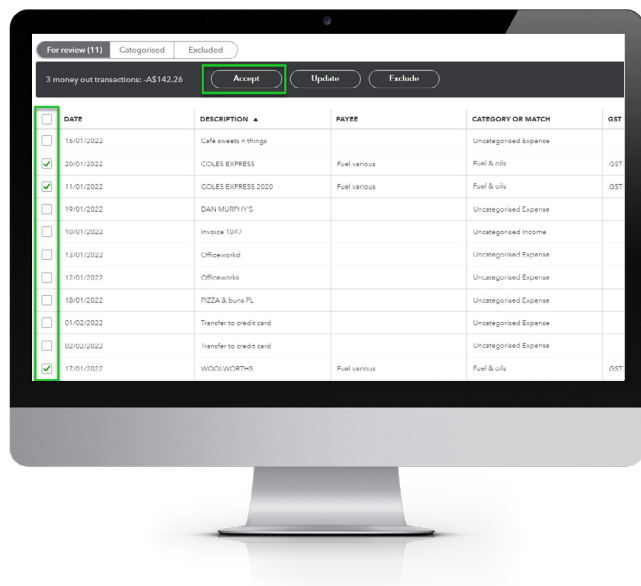 For review (11) Categorised Excluded
3 money out transactions: -A$142.26 Accept Update Exclude
DATE DESCRIPTION ▲ PAYEE CATEGORY OR MATCH GST
15/01/2022 Café sweets n things Uncategorised Expense
20/01/2022 COLES EXPRESS Fuel various Fuel & oils GST
11/01/2022 COLES EXPRESS 2020 Fuel various Fuel & oils GST
19/01/2022 DAN MURPHY'S Uncategorised Expense
10/01/2022 Invoice 1047 Uncategorised Income
13/01/2022 Officeworkd Uncategorised Expense
12/01/2022 Officeworks Uncategorised Expense
18/01/2022 PIZZA & buns PL Uncategorised Expense
01/02/2022 Transfer to credit card Uncategorised Expense
02/02/2022 Transfer to credit card Uncategorised Expense
17/01/2022 WOOLWORTHS Fuel various Fuel & oils GST